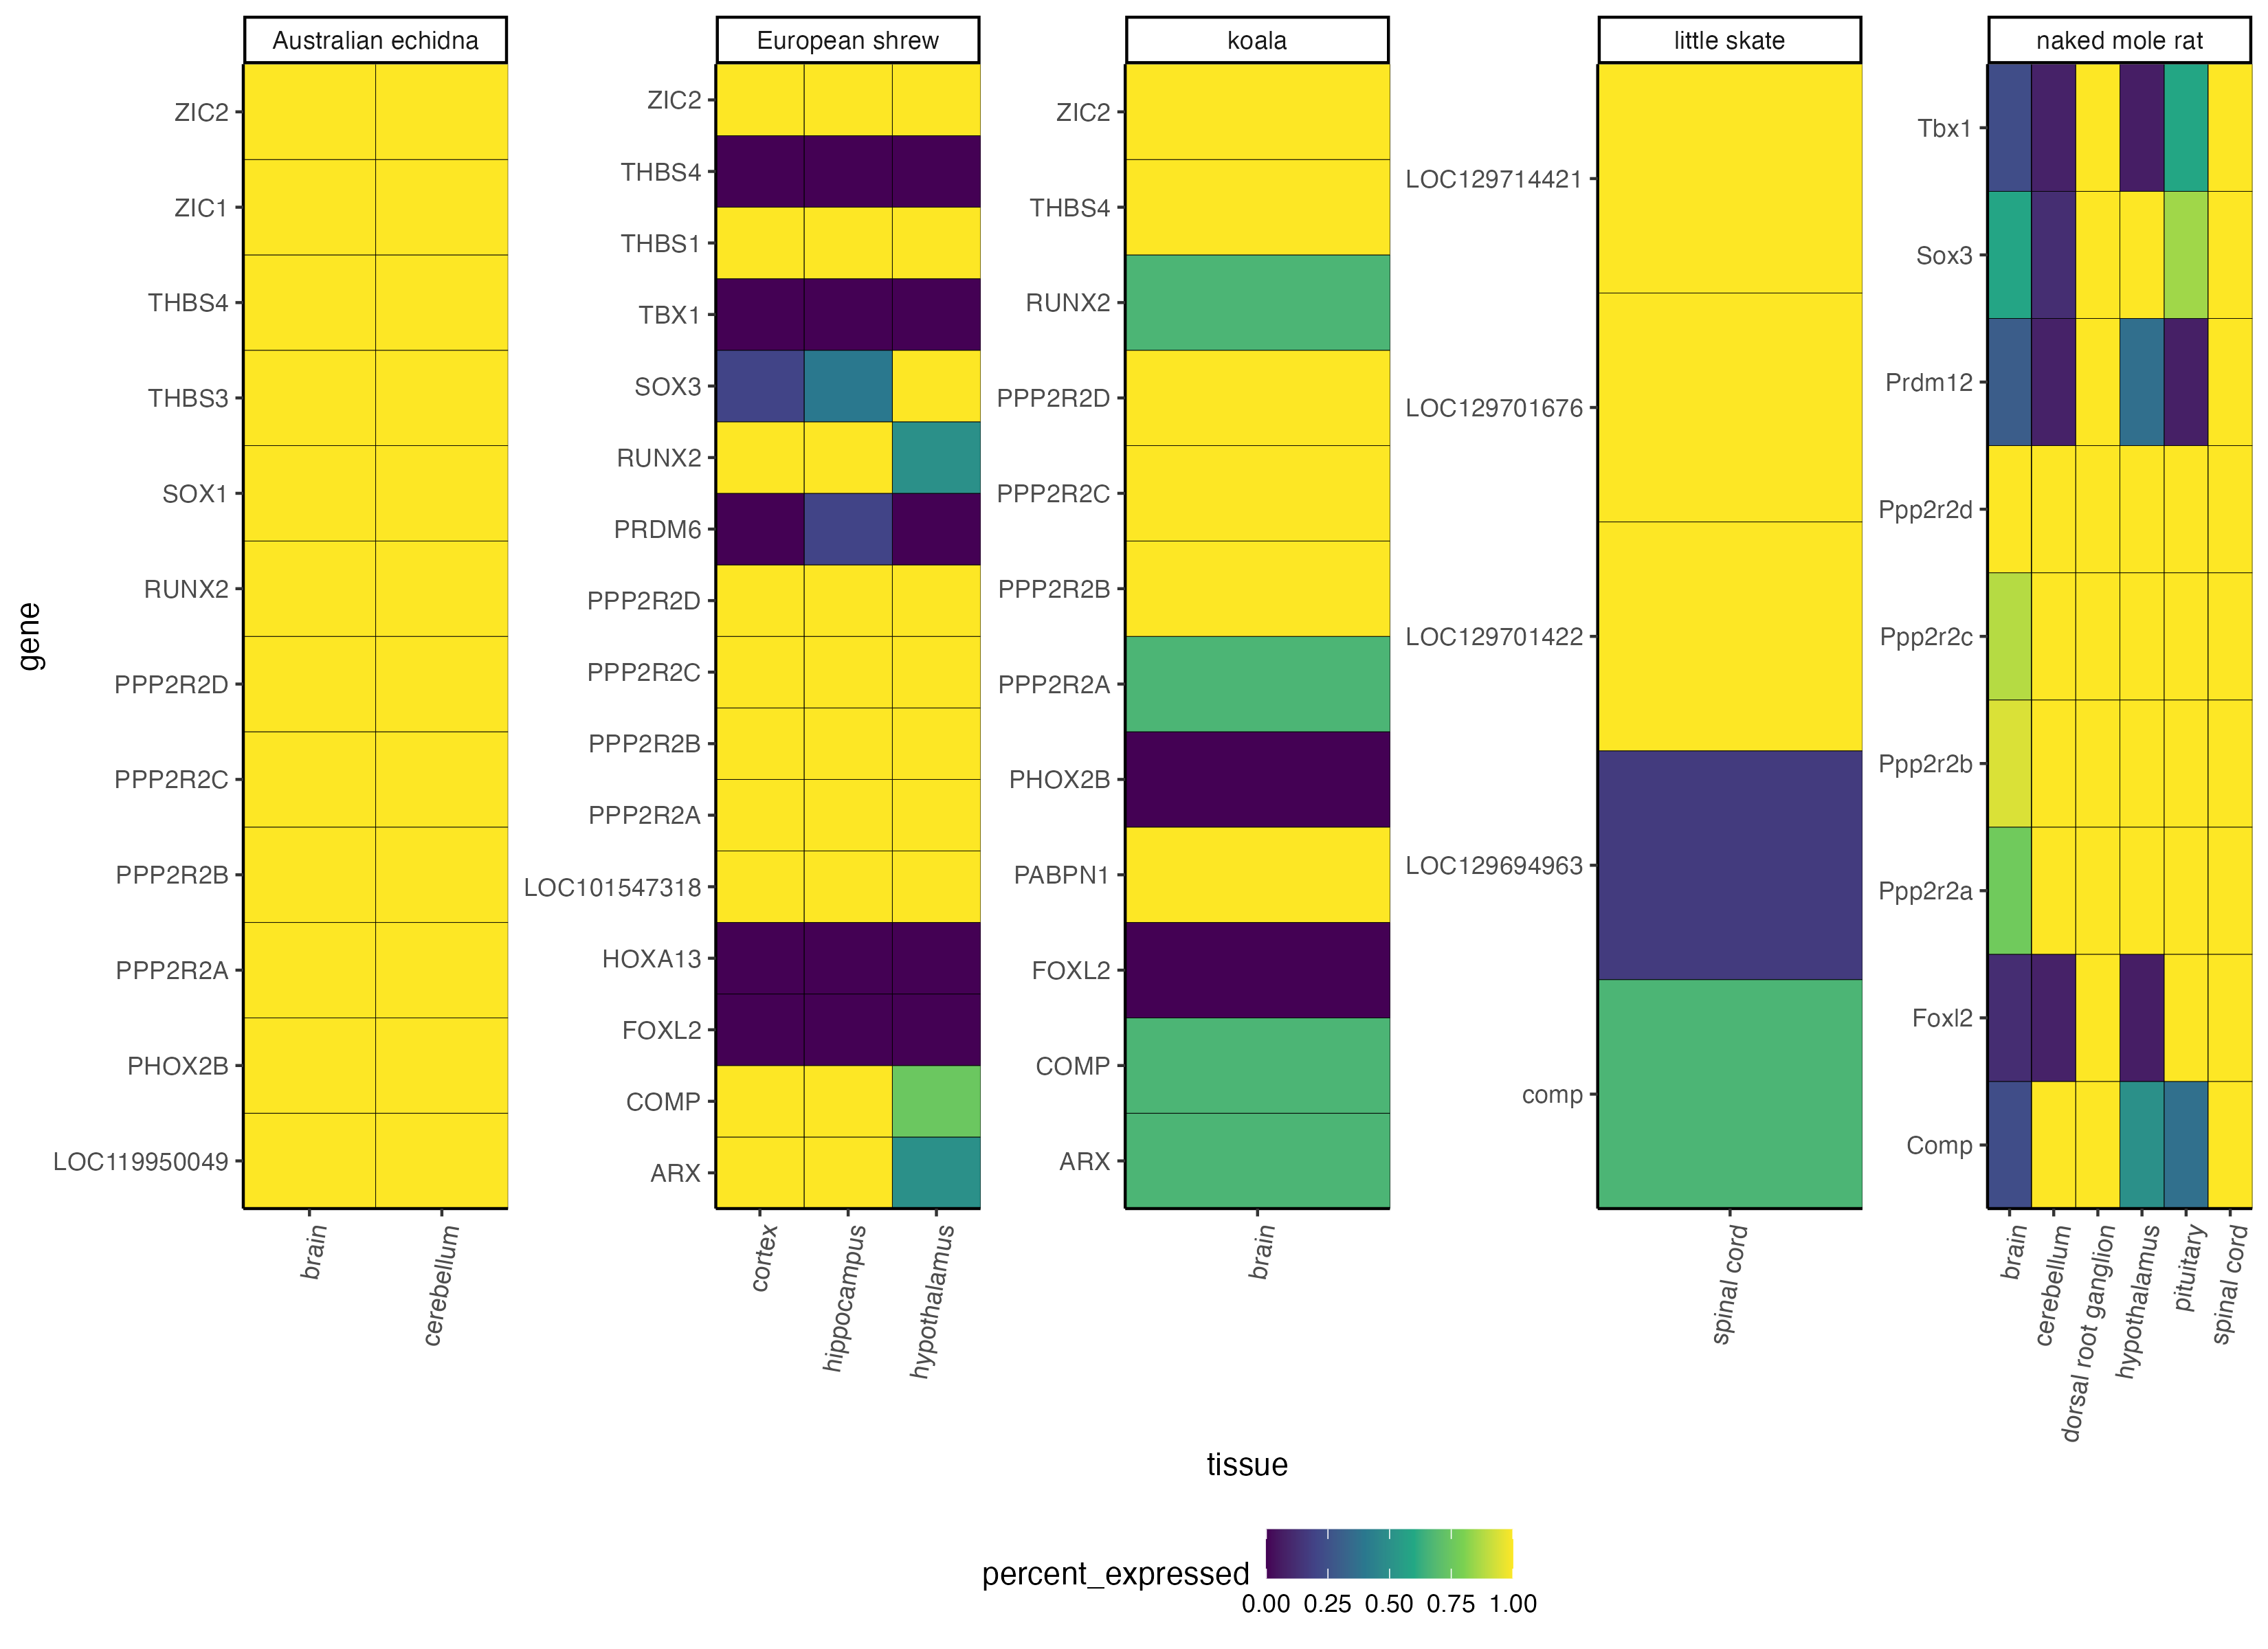 Australian echidna
European shrew
koala
little skate
naked mole rat
gene
ZIC2
ZIC1
THBS4
THBS3
SOX1
RUNX2
PPP2R2D
PPP2R2C
PPP2R2B
PPP2R2A
PHOX2B
LOC119950049
brain
cerebellum
ZIC2
THBS4
THBS1
TBX1
SOX3
RUNX2
PRDM6
PPP2R2D
PPP2R2C
PPP2R2B
PPP2R2A
LOC101547318
HOXA13
FOXL2
COMP
ARX
cortex
hippocampus
hypothalamus
ZIC2
THBS4
RUNX2
PPP2R2D
PPP2R2C
PPP2R2B
PPP2R2A
PHOX2B
PABPN1
FOXL2
COMP
ARX
brain
LOC129714421
LOC129701676
LOC129701422
LOC129694963
comp
spinal cord
Tbx1
Sox3
Prdm12
Ppp2r2d
Ppp2r2c
Ppp2r2b
Ppp2r2a
Foxl2
Comp
brain
cerebellum
dorsal root ganglion
hypothalamus
pituitary
spinal cord
tissue
percent_expressed
0.00 0.25 0.50 0.75 1.00